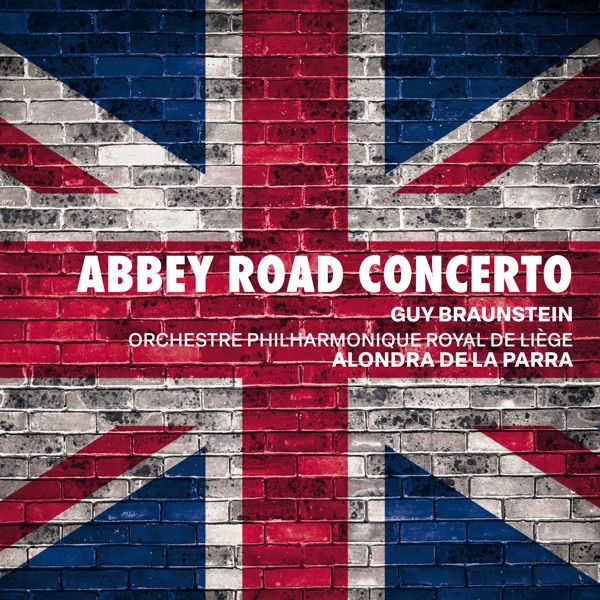 ABBEY ROAD CONCERTO
GUY BRAUNSTEIN
ORCHESTRE PHILHARMONIQUE ROYAL DE LIÈGE
ALONDRA DE LA PARRA